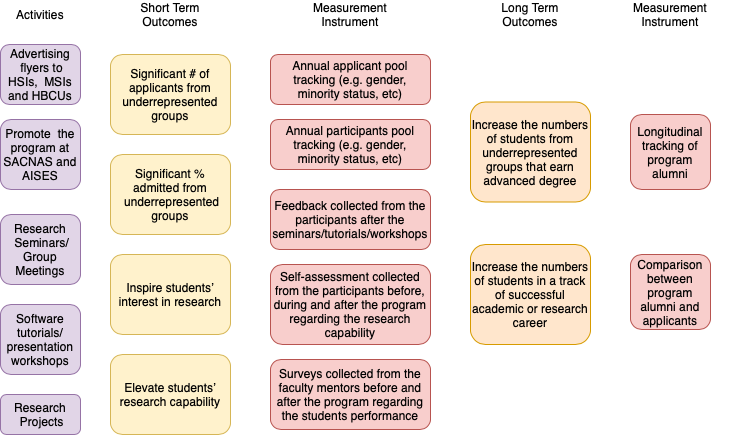 Activities
Short Term
Outcomes
Measurement
Instrument
Long Term
Outcomes
Measurement
Instrument
Advertising
flyers to
HSIs, MSIs
and HBCUs
Promote the
program at
SACNAS and
AISES
Research
Seminars/
Group
Meetings
Software
tutorials/
presentation
workshops
Research
Projects
Significant # of
applicants from
underrepresented
groups
Significant %
admitted from
underrepresented
groups
Inspire students’
interest in research
Elevate students’
research capability
Annual applicant pool
tracking (e.g. gender,
minority status, etc)
Annual participants pool
tracking (e.g. gender,
minority status, etc)
Feedback collected from the
participants after the
seminars/tutorials/workshops
Self-assessment collected
from the participants before,
during and after the program
regarding the research
capability
Surveys collected from the
faculty mentors before and
after the program regarding
the students performance
Increase the numbers
of students from
underrepresented
groups that earn
advanced degree
Increase the numbers
of students in a track
of successful
academic or research
career
Longitudinal
tracking of
program
alumni
Comparison
between
program
alumni and
applicants